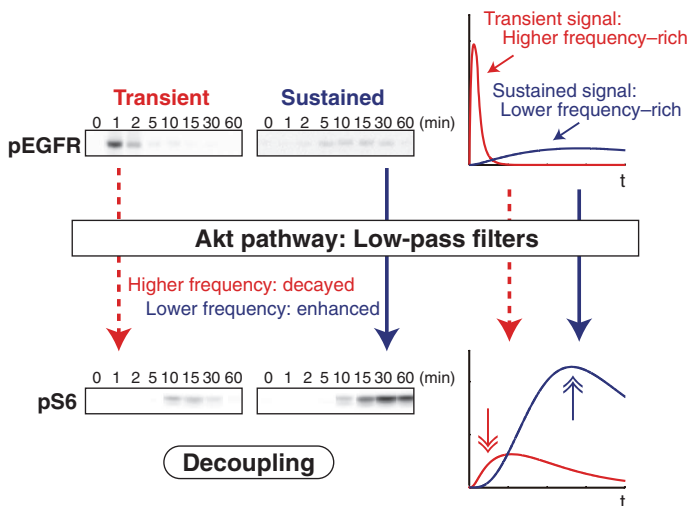 Transient signal:
Higher frequency–rich
Sustained signal:
Lower frequency–rich
t
Transient
Sustained
0 1 2 5 10 15 30 60
0 1 2 5 10 15 30 60 (min)
pEGFR
Akt pathway: Low-pass filters
Higher frequency: decayed
Lower frequency: enhanced
0 1 2 5 10 15 30 60
0 1 2 5 10 15 30 60 (min)
pS6
Decoupling
t